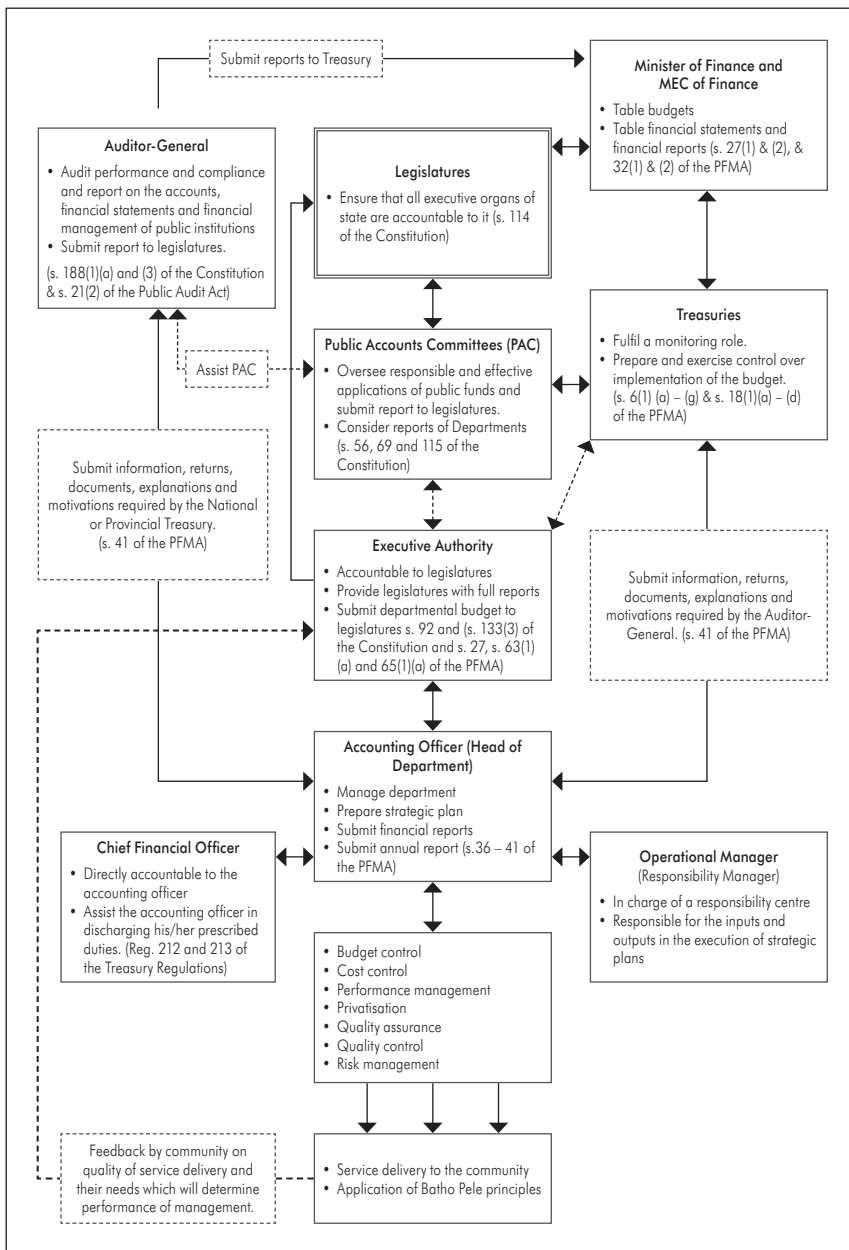 Submit reports to Treasury
Minister of Finance and
MEC of Finance
• Table budgets
• Table financial statements and
financial reports (s. 27(1) & (2), &
32(1) & (2) of the PFMA)
Auditor-General
• Audit performance and compliance
and report on the accounts,
financial statements and financial
management of public institutions
• Submit report to legislatures.
(s. 188(1)(a) and (3) of the Constitution
& s. 21(2) of the Public Audit Act)
Legislatures
• Ensure that all executive organs of
state are accountable to it (s. 114
of the Constitution)
Treasuries
• Fulfil a monitoring role.
• Prepare and exercise control over
implementation of the budget.
(s. 6(1) (a) – (g) & s. 18(1)(a) – (d)
of the PFMA)
Assist PAC
Public Accounts Committees (PAC)
• Oversee responsible and effective
applications of public funds and
submit report to legislatures.
• Consider reports of Departments
(s. 56, 69 and 115 of the
Constitution)
Submit information, returns,
documents, explanations and
motivations required by the National
or Provincial Treasury.
(s. 41 of the PFMA)
Executive Authority
• Accountable to legislatures
• Provide legislatures with full reports
• Submit departmental budget to
legislatures s. 92 and (s. 133(3) of
the Constitution and s. 27, s. 63(1)
(a) and 65(1)(a) of the PFMA)
Submit information, returns,
documents, explanations and
motivations required by the Auditor-
General. (s. 41 of the PFMA)
Accounting Officer (Head of
Department)
• Manage department
• Prepare strategic plan
• Submit financial reports
• Submit annual report (s.36 – 41 of
the PFMA)
Chief Financial Officer
• Directly accountable to the
accounting officer
• Assist the accounting officer in
discharging his/her prescribed
duties. (Reg. 212 and 213 of
the Treasury Regulations)
Operational Manager
(Responsibility Manager)
• In charge of a responsibility centre
• Responsible for the inputs and
outputs in the execution of strategic
plans
• Budget control
• Cost control
• Performance management
• Privatisation
• Quality assurance
• Quality control
• Risk management
Feedback by community on
quality of service delivery and
their needs which will determine
performance of management.
• Service delivery to the community
• Application of Batho Pele principles